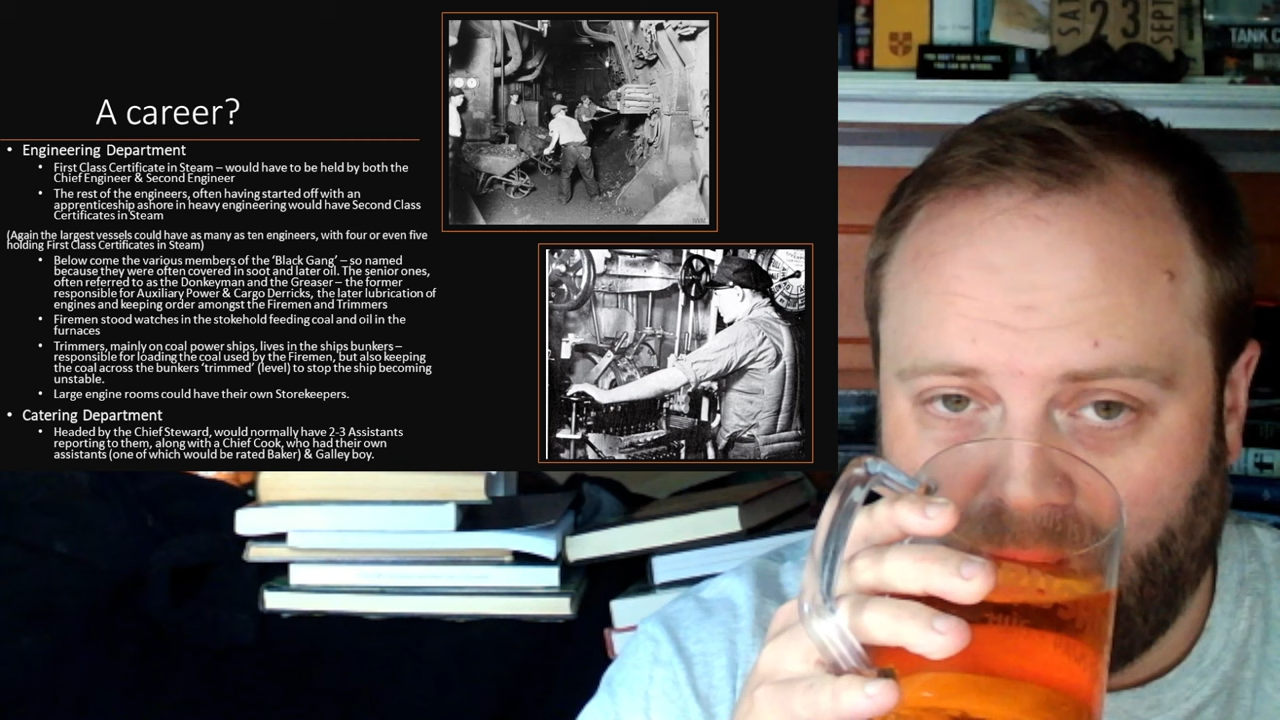 A career?
• Engineering Department
• First Class Certificate in Steam – would have to be held by both the
Chief Engineer & Second Engineer
• The rest of the engineers, often having started off with an
apprenticeship ashore in heavy engineering would have Second Class
Certificates in Steam
(Again the largest vessels could have as many as ten engineers, with four or even five
holding First Class Certificates in Steam)
• Below come the various members of the ‘Black Gang’ – so named
because they were often covered in soot and later oil. The senior ones,
often referred to as the Donkeyman and the Greaser – the former
responsible for Auxiliary Power & Cargo Derricks, the later lubrication of
engines and keeping order amongst the Firemen and Trimmers
• Firemen stood watches in the stokehold feeding coal and oil in the
furnaces
• Trimmers, mainly on coal power ships, lives in the ships bunkers –
responsible for loading the coal used by the Firemen, but also keeping
the coal across the bunkers ‘trimmed’ (level) to stop the ship becoming
unstable.
• Large engine rooms could have their own Storekeepers.
• Catering Department
• Headed by the Chief Steward, would normally have 2-3 Assistants
reporting to them, along with a Chief Cook, who had their own
assistants (one of which would be rated Baker) & Galley boy.
SAT 23 SEPT
TANK
YOU DON'T HAVE TO AGREE,
YOU CAN BE WRONG.